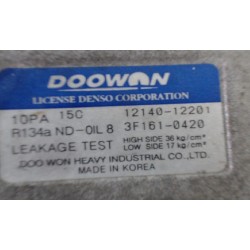 DOOWON
LICENSE DENSO CORPORATION
10PA 15C 12140-12201
R134a ND-OIL 8 3F161-0420
LEAKAGE TEST HIGH SIDE 36 kg/cm² LOW SIDE 17 kg/cm²
DOO WON HEAVY INDUSTRIAL CO., LTD.
MADE IN KOREA